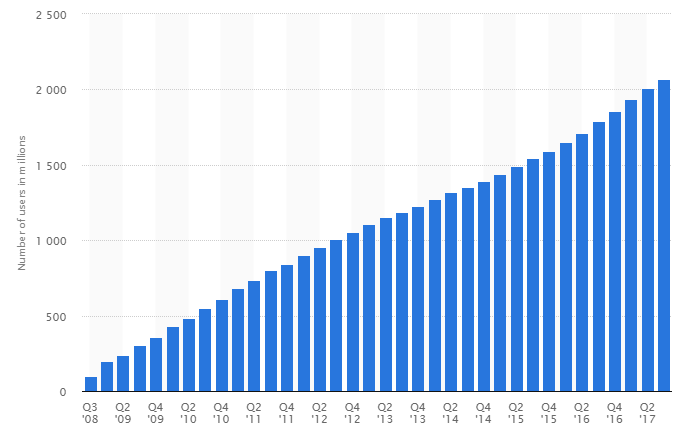 2 500
2 000
1 500
1 000
500
0
Number of users in millions
Q3 Q2 Q4 Q2 Q4 Q2 Q4 Q2 Q4 Q2 Q4 Q2 Q4 Q2 Q4 Q2 Q4 Q2
'08 '09 '09 '10 '10 '11 '11 '12 '12 '13 '13 '14 '14 '15 '15 '16 '16 '17